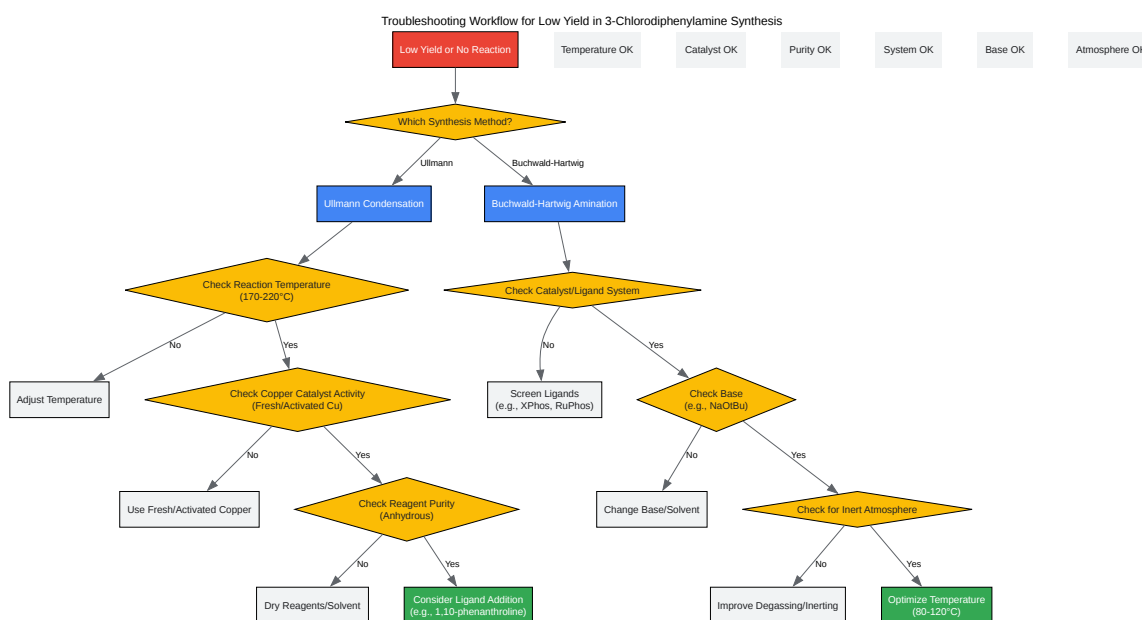 Troubleshooting Workflow for Low Yield in 3-Chlorodiphenylamine Synthesis
Low Yield or No Reaction
Temperature OK
Catalyst OK
Purity OK
System OK
Base OK
Atmosphere OK
Which Synthesis Method?
Ullmann
Buchwald-Hartwig
Ullmann Condensation
Buchwald-Hartwig Amination
Check Reaction Temperature
(170-220°C)
Check Catalyst/Ligand System
No
Yes
No
Yes
Adjust Temperature
Check Copper Catalyst Activity
(Fresh/Activated Cu)
Screen Ligands
(e.g., XPhos, RuPhos)
Check Base
(e.g., NaOtBu)
No
Yes
No
Yes
Use Fresh/Activated Copper
Check Reagent Purity
(Anhydrous)
Change Base/Solvent
Check for Inert Atmosphere
No
Yes
No
Yes
Dry Reagents/Solvent
Consider Ligand Addition
(e.g., 1,10-phenanthroline)
Improve Degassing/Inerting
Optimize Temperature
(80-120°C)